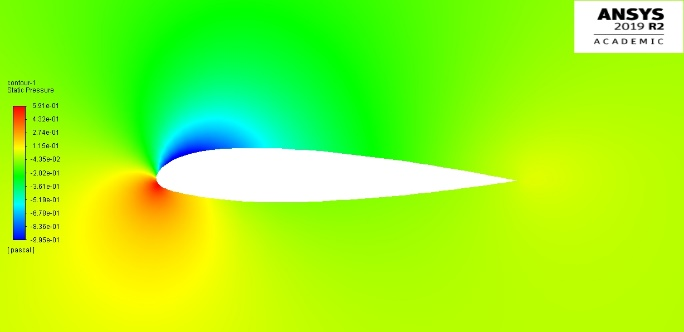 ANSYS
2019 R2
ACADEMIC
contour-1
Static Pressure
5.91e-01
4.32e-01
2.74e-01
1.15e-01
-4.35e-02
-2.02e-01
-3.61e-01
-5.19e-01
-6.78e-01
-8.36e-01
-9.95e-01
[pascal]